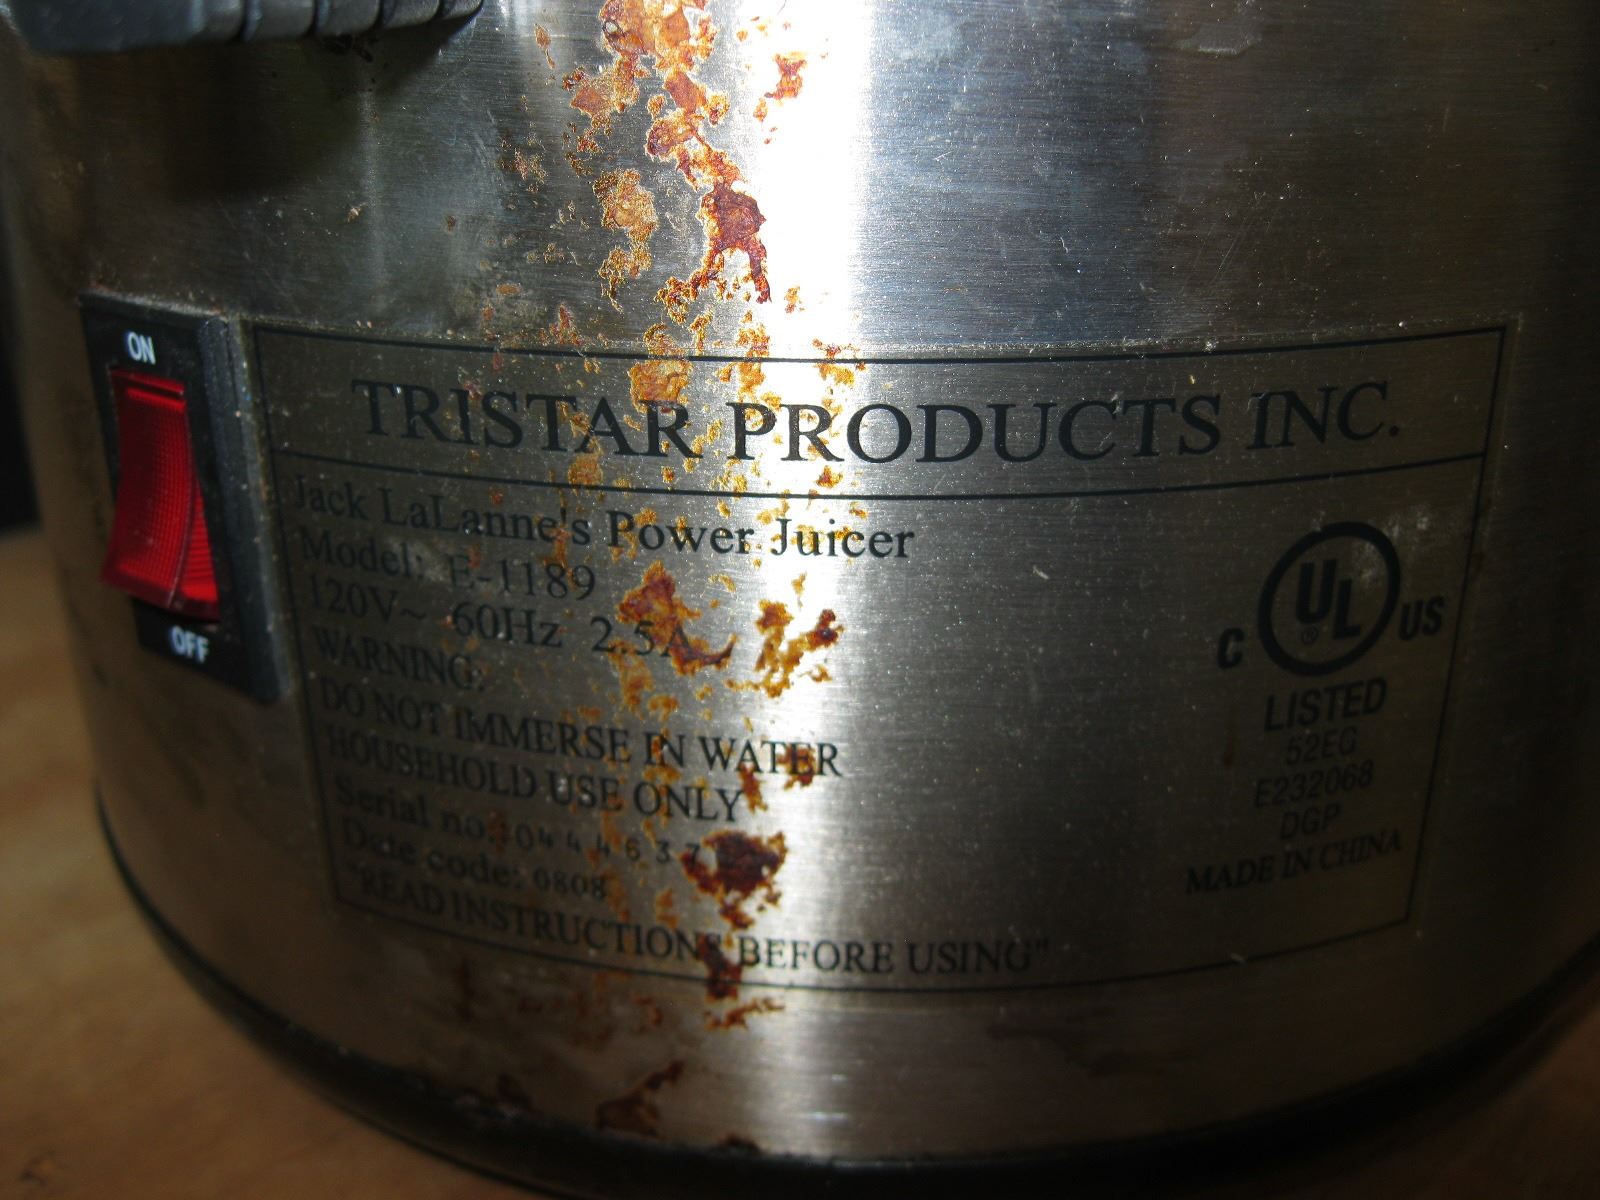 ON
OFF
TRISTAR PRODUCTS INC.
Jack LaLanne's Power Juicer
Model: E-1189
120V~ 60Hz 2.5A
WARNING:
DO NOT IMMERSE IN WATER
HOUSEHOLD USE ONLY
Serial no.:
Date code: 0808
"READ INSTRUCTIONS BEFORE USING"
C UL US
®
LISTED
52EG
E232068
DGP
MADE IN CHINA